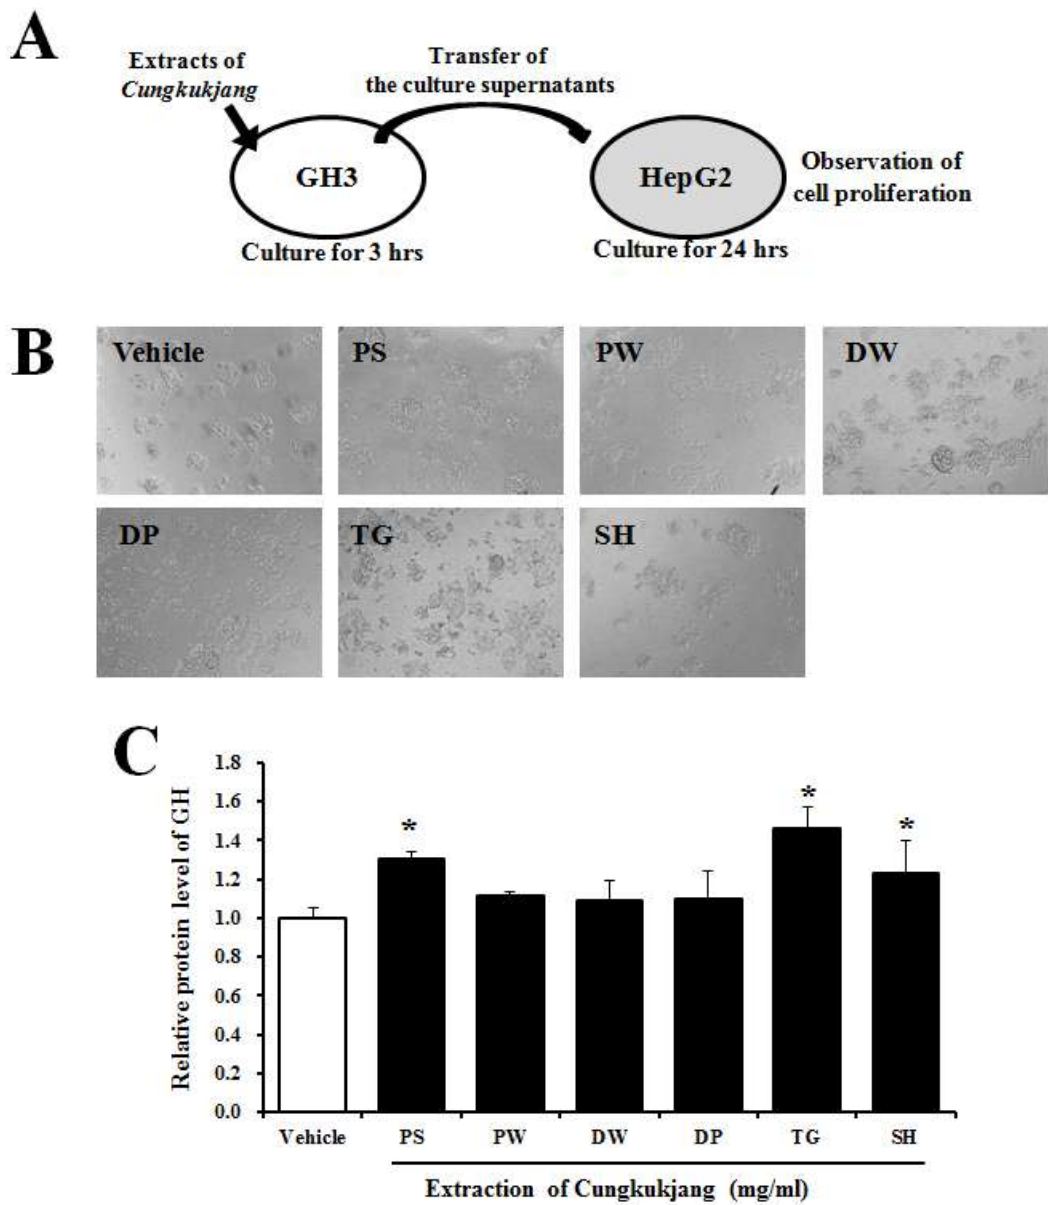 A
Extracts of
Cungkukjang
Transfer of
the culture supernatants
GH3
HepG2
Observation of
cell proliferation
Culture for 3 hrs
Culture for 24 hrs
B
Vehicle
PS
PW
DW
DP
TG
SH
C
Relative protein level of GH
1.8
1.6
1.4
1.2
1.0
0.8
0.6
0.4
0.2
0.0
*
*
*
Vehicle PS PW DW DP TG SH
Extraction of Cungkukjang (mg/ml)